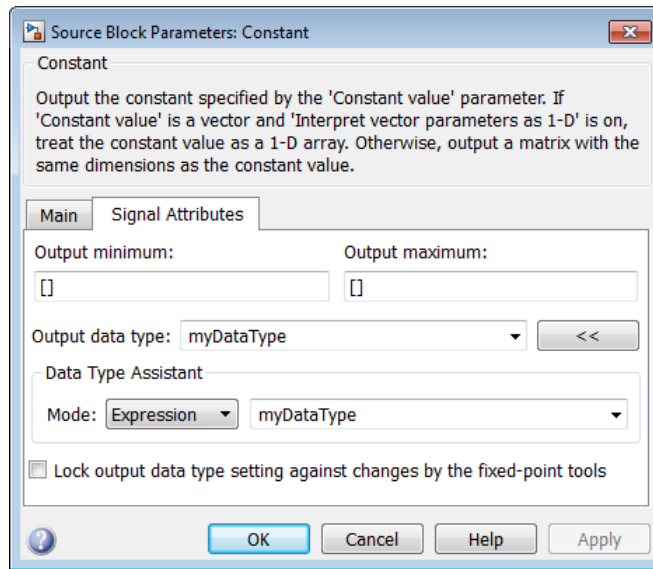 Source Block Parameters: Constant
Constant
Output the constant specified by the 'Constant value' parameter. If
'Constant value' is a vector and 'Interpret vector parameters as 1-D' is on,
treat the constant value as a 1-D array. Otherwise, output a matrix with the
same dimensions as the constant value.
Main Signal Attributes
Output minimum: Output maximum:
[] []
Output data type: myDataType <<
Data Type Assistant
Mode: Expression myDataType
Lock output data type setting against changes by the fixed-point tools
? OK Cancel Help Apply